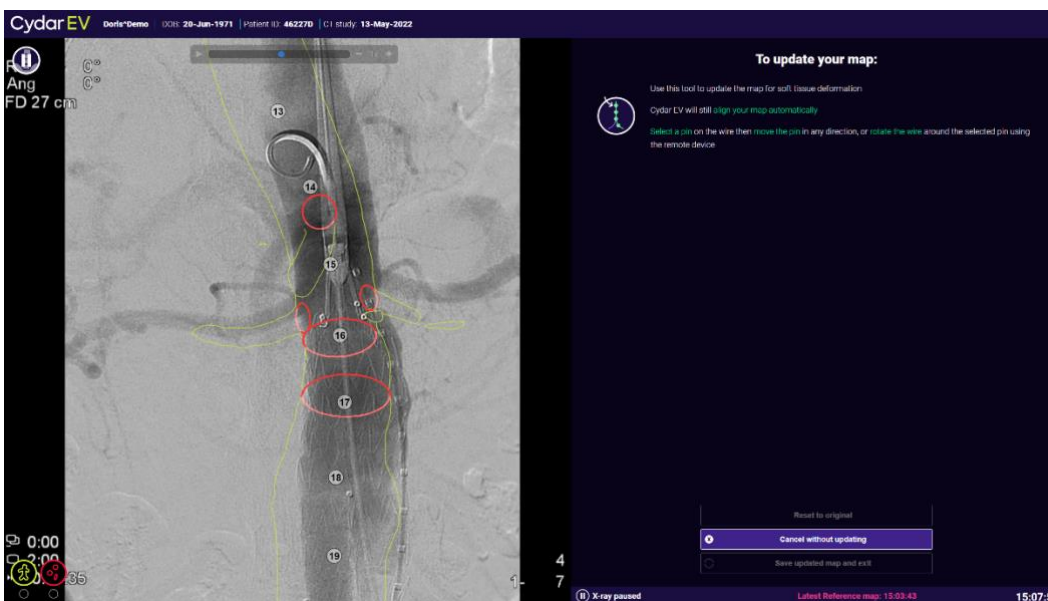 Cydar EV Doris^Demo DOB: 20-Jun-1971 Patient ID: 46227D CT study: 13-May-2022
0°
Ang 0°
FD 27 cm
13
14
15
16
17
18
19
0:00
4
7
To update your map:
Use this tool to update the map for soft tissue deformation
Cydar EV will still align your map automatically
Select a pin on the wire then move the pin in any direction, or rotate the wire around the selected pin using
the remote device
Reset to original
Cancel without updating
Save updated map and exit
X-ray paused Latest Reference map: 15:03:43